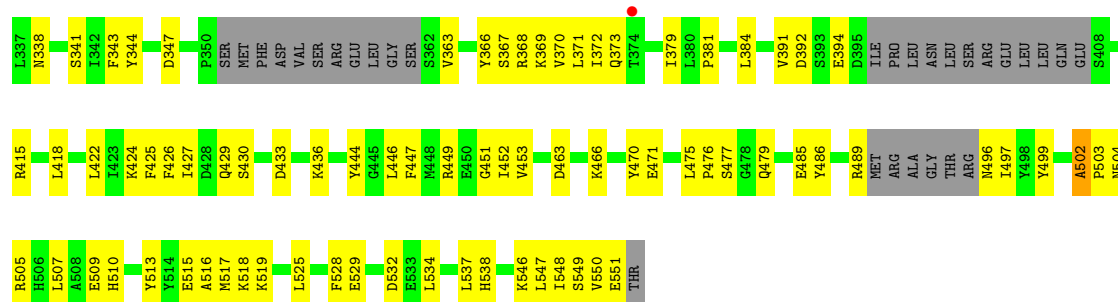 L337 N338 S341 I342 F343 Y344 D347 P350 SER MET PHE ASP VAL SER ARG GLU LEU GLY SER S362 V363 Y366 S367 R368 K369 V370 L371 I372 Q373 T374 I379 L380 P381 L384 V391 D392 S393 E394 D395 ILE PRO LEU ASN LEU SER ARG GLU LEU LEU GLN GLU S408
R415 L418 L422 I423 K424 F425 F426 I427 D428 Q429 S430 D433 K436 Y444 G445 L446 F447 M448 R449 E450 G451 I452 V453 D463 K466 Y470 E471 L475 P476 S477 G478 Q479 E485 Y486 R489 MET ARG ALA GLY THR ARG N496 I497 Y498 Y499 A502 P503 N504
R505 H506 L507 A508 E509 H510 Y513 Y514 E515 A516 M517 K518 K519 L525 F528 E529 D532 E533 L534 L537 H538 K546 L547 I548 S549 V550 E551 THR